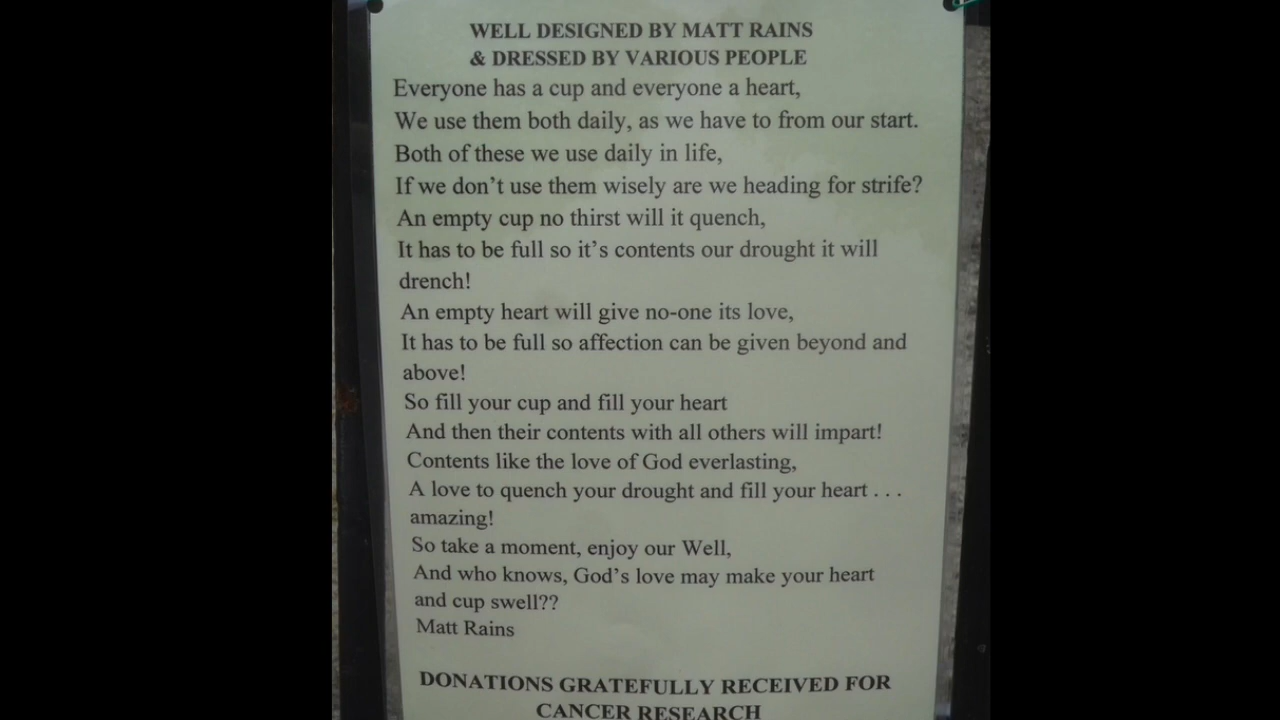 WELL DESIGNED BY MATT RAINS
& DRESSED BY VARIOUS PEOPLE
Everyone has a cup and everyone a heart,
We use them both daily, as we have to from our start.
Both of these we use daily in life,
If we don’t use them wisely are we heading for strife?
An empty cup no thirst will it quench,
It has to be full so it’s contents our drought it will
drench!
An empty heart will give no-one its love,
It has to be full so affection can be given beyond and
above!
So fill your cup and fill your heart
And then their contents with all others will impart!
Contents like the love of God everlasting,
A love to quench your drought and fill your heart . . .
amazing!
So take a moment, enjoy our Well,
And who knows, God’s love may make your heart
and cup swell??
Matt Rains
DONATIONS GRATEFULLY RECEIVED FOR
CANCER RESEARCH